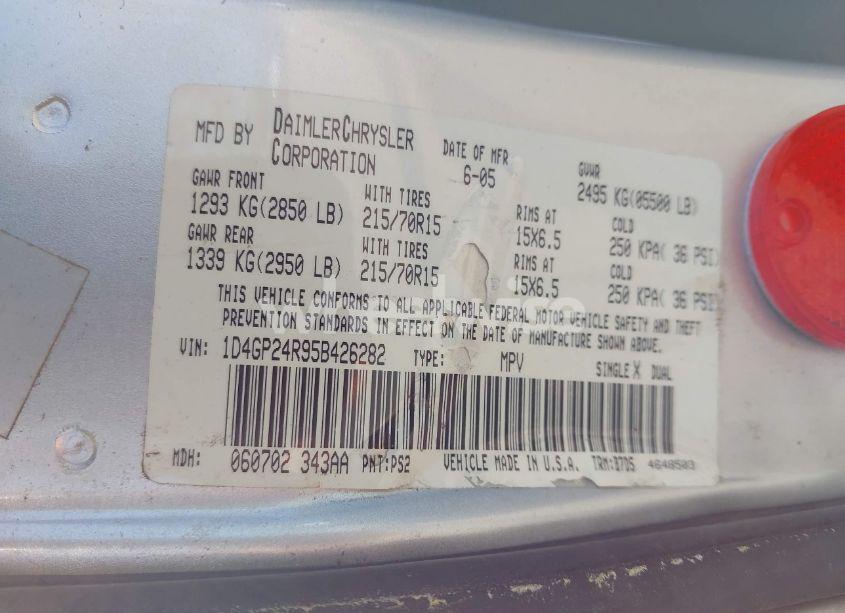 MFD BY DAIMLERCHRYSLER CORPORATION DATE OF MFR 6-05 GVWR 2495 KG(05500 LB)
GAWR FRONT WITH TIRES RIMS AT COLD
1293 KG(2850 LB) 215/70R15 15X6.5 250 KPA( 36 PSI)
GAWR REAR WITH TIRES RIMS AT COLD
1339 KG(2950 LB) 215/70R15 15X6.5 250 KPA( 36 PSI)
THIS VEHICLE CONFORMS TO ALL APPLICABLE FEDERAL MOTOR VEHICLE SAFETY AND THEFT
PREVENTION STANDARDS IN EFFECT ON THE DATE OF MANUFACTURE SHOWN ABOVE.
VIN: 1D4GP24R95B426282 TYPE: MPV SINGLE X DUAL
MDH: 060702 343AA PNT:PS2 VEHICLE MADE IN U.S.A. TRM:D7D5 4648503